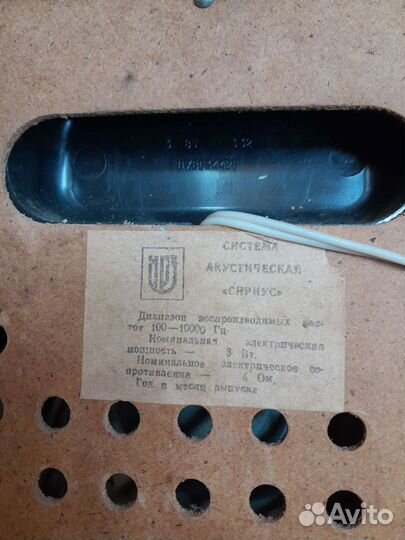 СИСТЕМА
АКУСТИЧЕСКАЯ
«СИРИУС»
Диапазон воспроизводимых час-
тот 100—10000 Гц.
Номинальная электрическая
мощность — 3 Вт.
Номинальное электрическое со-
противление — 4 Ом
Год и месяц выпуска
Avito